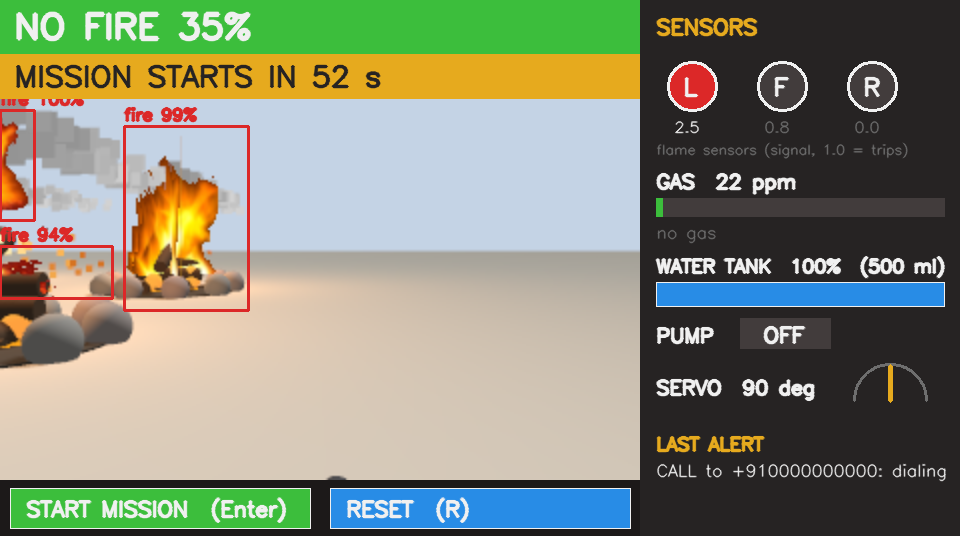 NO FIRE 35%
MISSION STARTS IN 52 s
fire 100%
fire 99%
fire 94%
START MISSION (Enter)
RESET (R)
SENSORS
L F R
2.5 0.8 0.0
flame sensors (signal, 1.0 = trips)
GAS 22 ppm
no gas
WATER TANK 100% (500 ml)
PUMP OFF
SERVO 90 deg
LAST ALERT
CALL to +910000000000: dialing